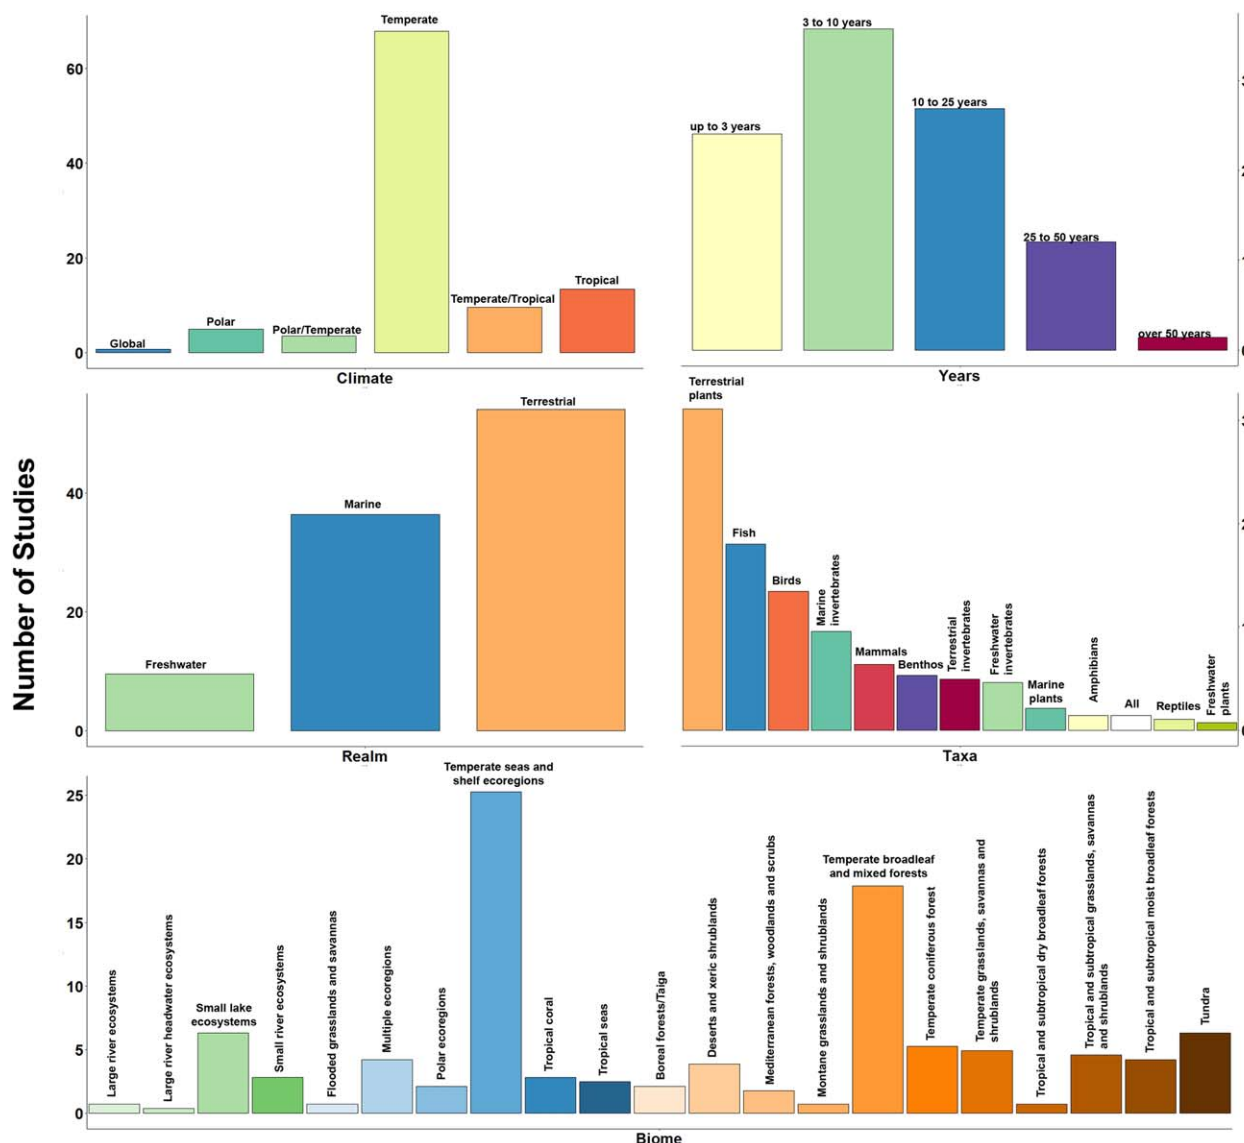 Number of Studies
60
40
20
0
Global
Polar
Polar/Temperate
Temperate
Temperate/Tropical
Tropical
Climate
up to 3 years
3 to 10 years
10 to 25 years
25 to 50 years
over 50 years
Years
40
20
0
Freshwater
Marine
Terrestrial
Realm
Terrestrial
plants
Fish
Birds
Marine
invertebrates
Mammals
Benthos
Terrestrial
invertebrates
Freshwater
invertebrates
Marine
plants
Amphibians
All
Reptiles
Freshwater
plants
Taxa
25
20
15
10
5
0
Large river ecosystems
Large river headwater ecosystems
Small lake
ecosystems
Small river ecosystems
Flooded grasslands and savannas
Multiple ecoregions
Polar ecoregions
Temperate seas and
shelf ecoregions
Tropical coral
Tropical seas
Boreal forests/Taiga
Deserts and xeric shrublands
Mediterranean forests, woodlands and scrubs
Montane grasslands and shrublands
Temperate broadleaf
and mixed forests
Temperate coniferous forest
Temperate grasslands, savannas and
shrublands
Tropical and subtropical dry broadleaf forests
Tropical and subtropical grasslands, savannas
and shrublands
Tropical and subtropical moist broadleaf forests
Tundra
Biome